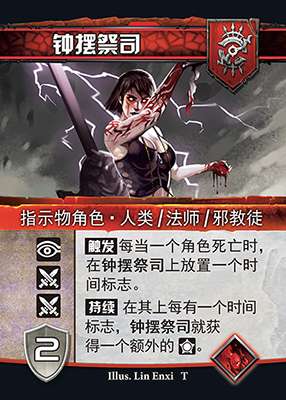 钟摆祭司
指示物角色·人类/法师/邪教徒
触发 每当一个角色死亡时，
在钟摆祭司上放置一个时
间标志。
持续 在其上每有一个时间
标志，钟摆祭司就获
得一个额外的 。
2
Illus. Lin Enxi T